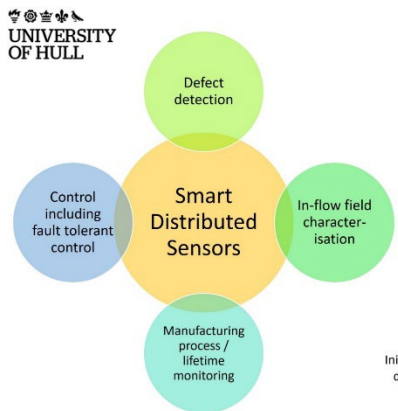 UNIVERSITY
OF HULL
Defect
detection
Control
including
fault tolerant
control
Smart
Distributed
Sensors
In-flow field
character-
isation
Manufacturing
process /
lifetime
monitoring